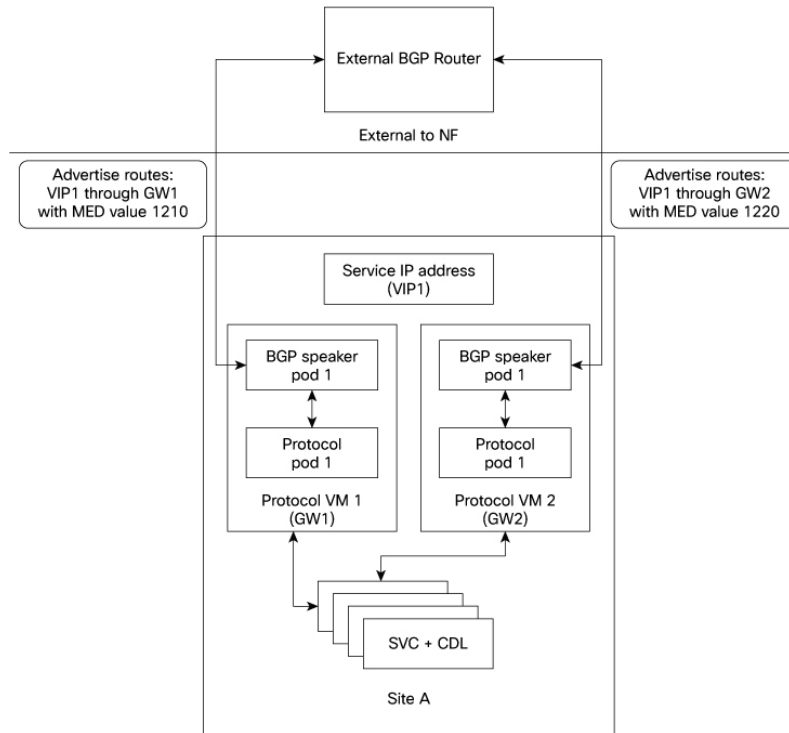 External BGP Router
External to NF
Advertise routes:
VIP1 through GW1
with MED value 1210
Advertise routes:
VIP1 through GW2
with MED value 1220
Service IP address
(VIP1)
BGP speaker
pod 1
BGP speaker
pod 1
Protocol
pod 1
Protocol
pod 1
Protocol VM 1
(GW1)
Protocol VM 2
(GW2)
SVC + CDL
Site A